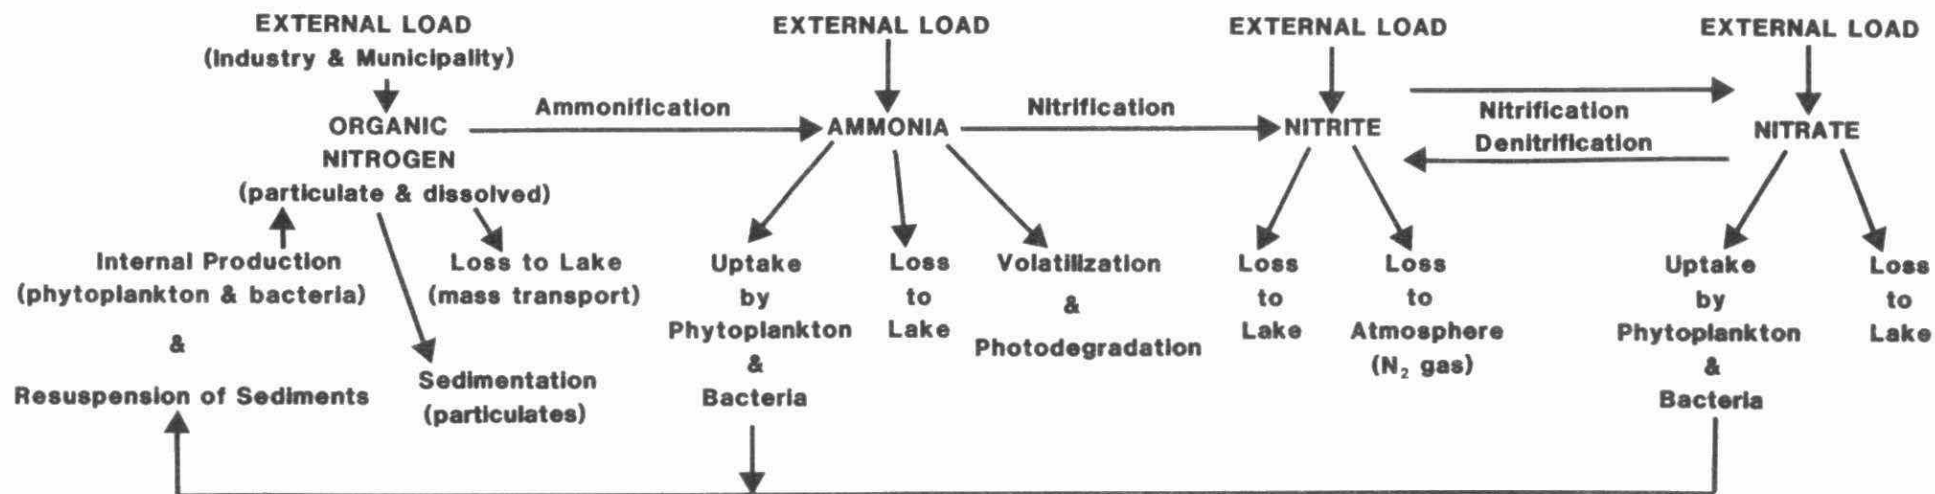 EXTERNAL LOAD
(Industry & Municipality)
ORGANIC
NITROGEN
(particulate & dissolved)
Internal Production
(phytoplankton & bacteria)
&
Resuspension of Sediments
Loss to Lake
(mass transport)
Sedimentation
(particulates)
Ammonification
EXTERNAL LOAD
AMMONIA
Uptake
by
Phytoplankton
&
Bacteria
Loss
to
Lake
Volatilization
&
Photodegradation
Nitrification
EXTERNAL LOAD
NITRITE
Loss
to
Lake
Loss
to
Atmosphere
(N₂ gas)
Nitrification
Denitrification
EXTERNAL LOAD
NITRATE
Uptake
by
Phytoplankton
&
Bacteria
Loss
to
Lake